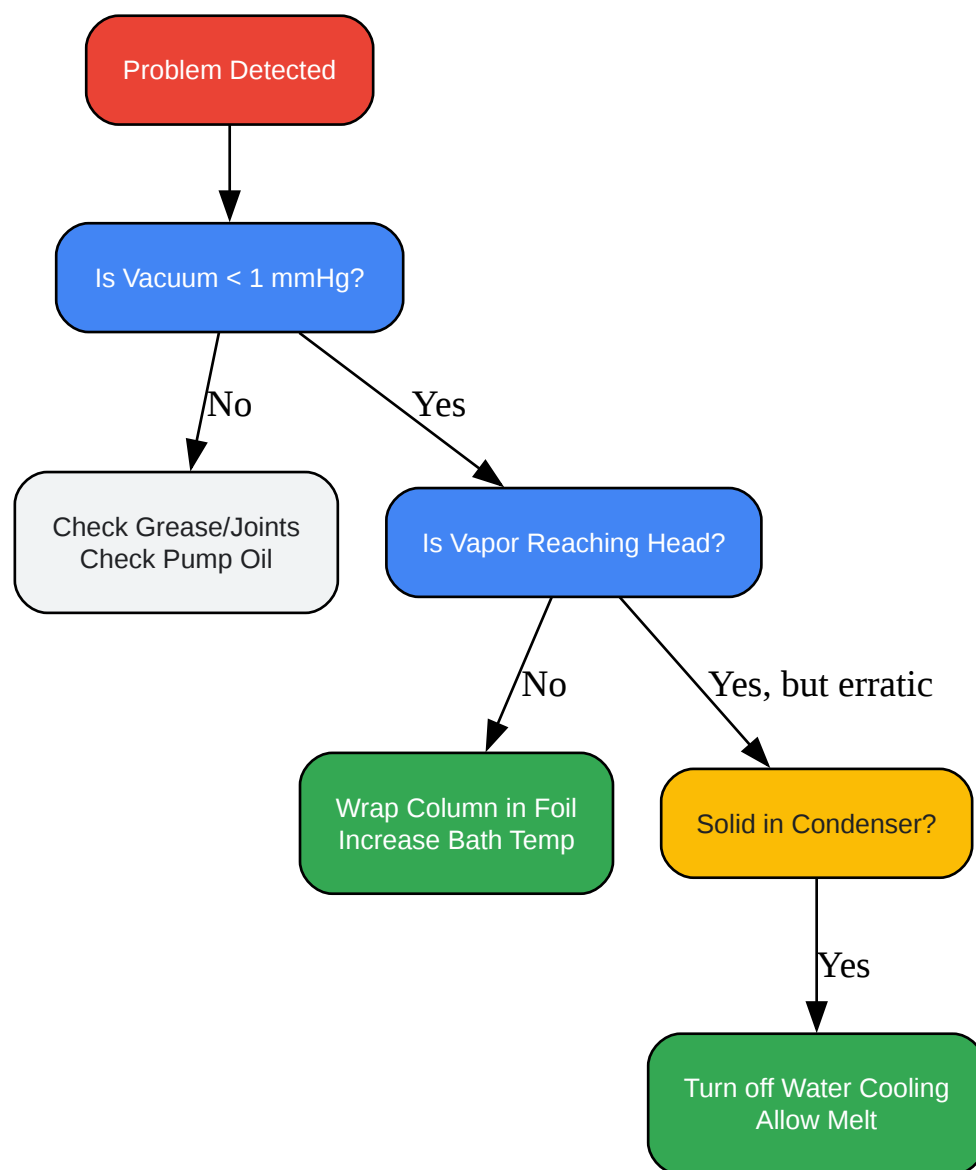 Problem Detected
Is Vacuum < 1 mmHg?
No
Yes
Check Grease/Joints
Check Pump Oil
Is Vapor Reaching Head?
No
Yes, but erratic
Wrap Column in Foil
Increase Bath Temp
Solid in Condenser?
Yes
Turn off Water Cooling
Allow Melt